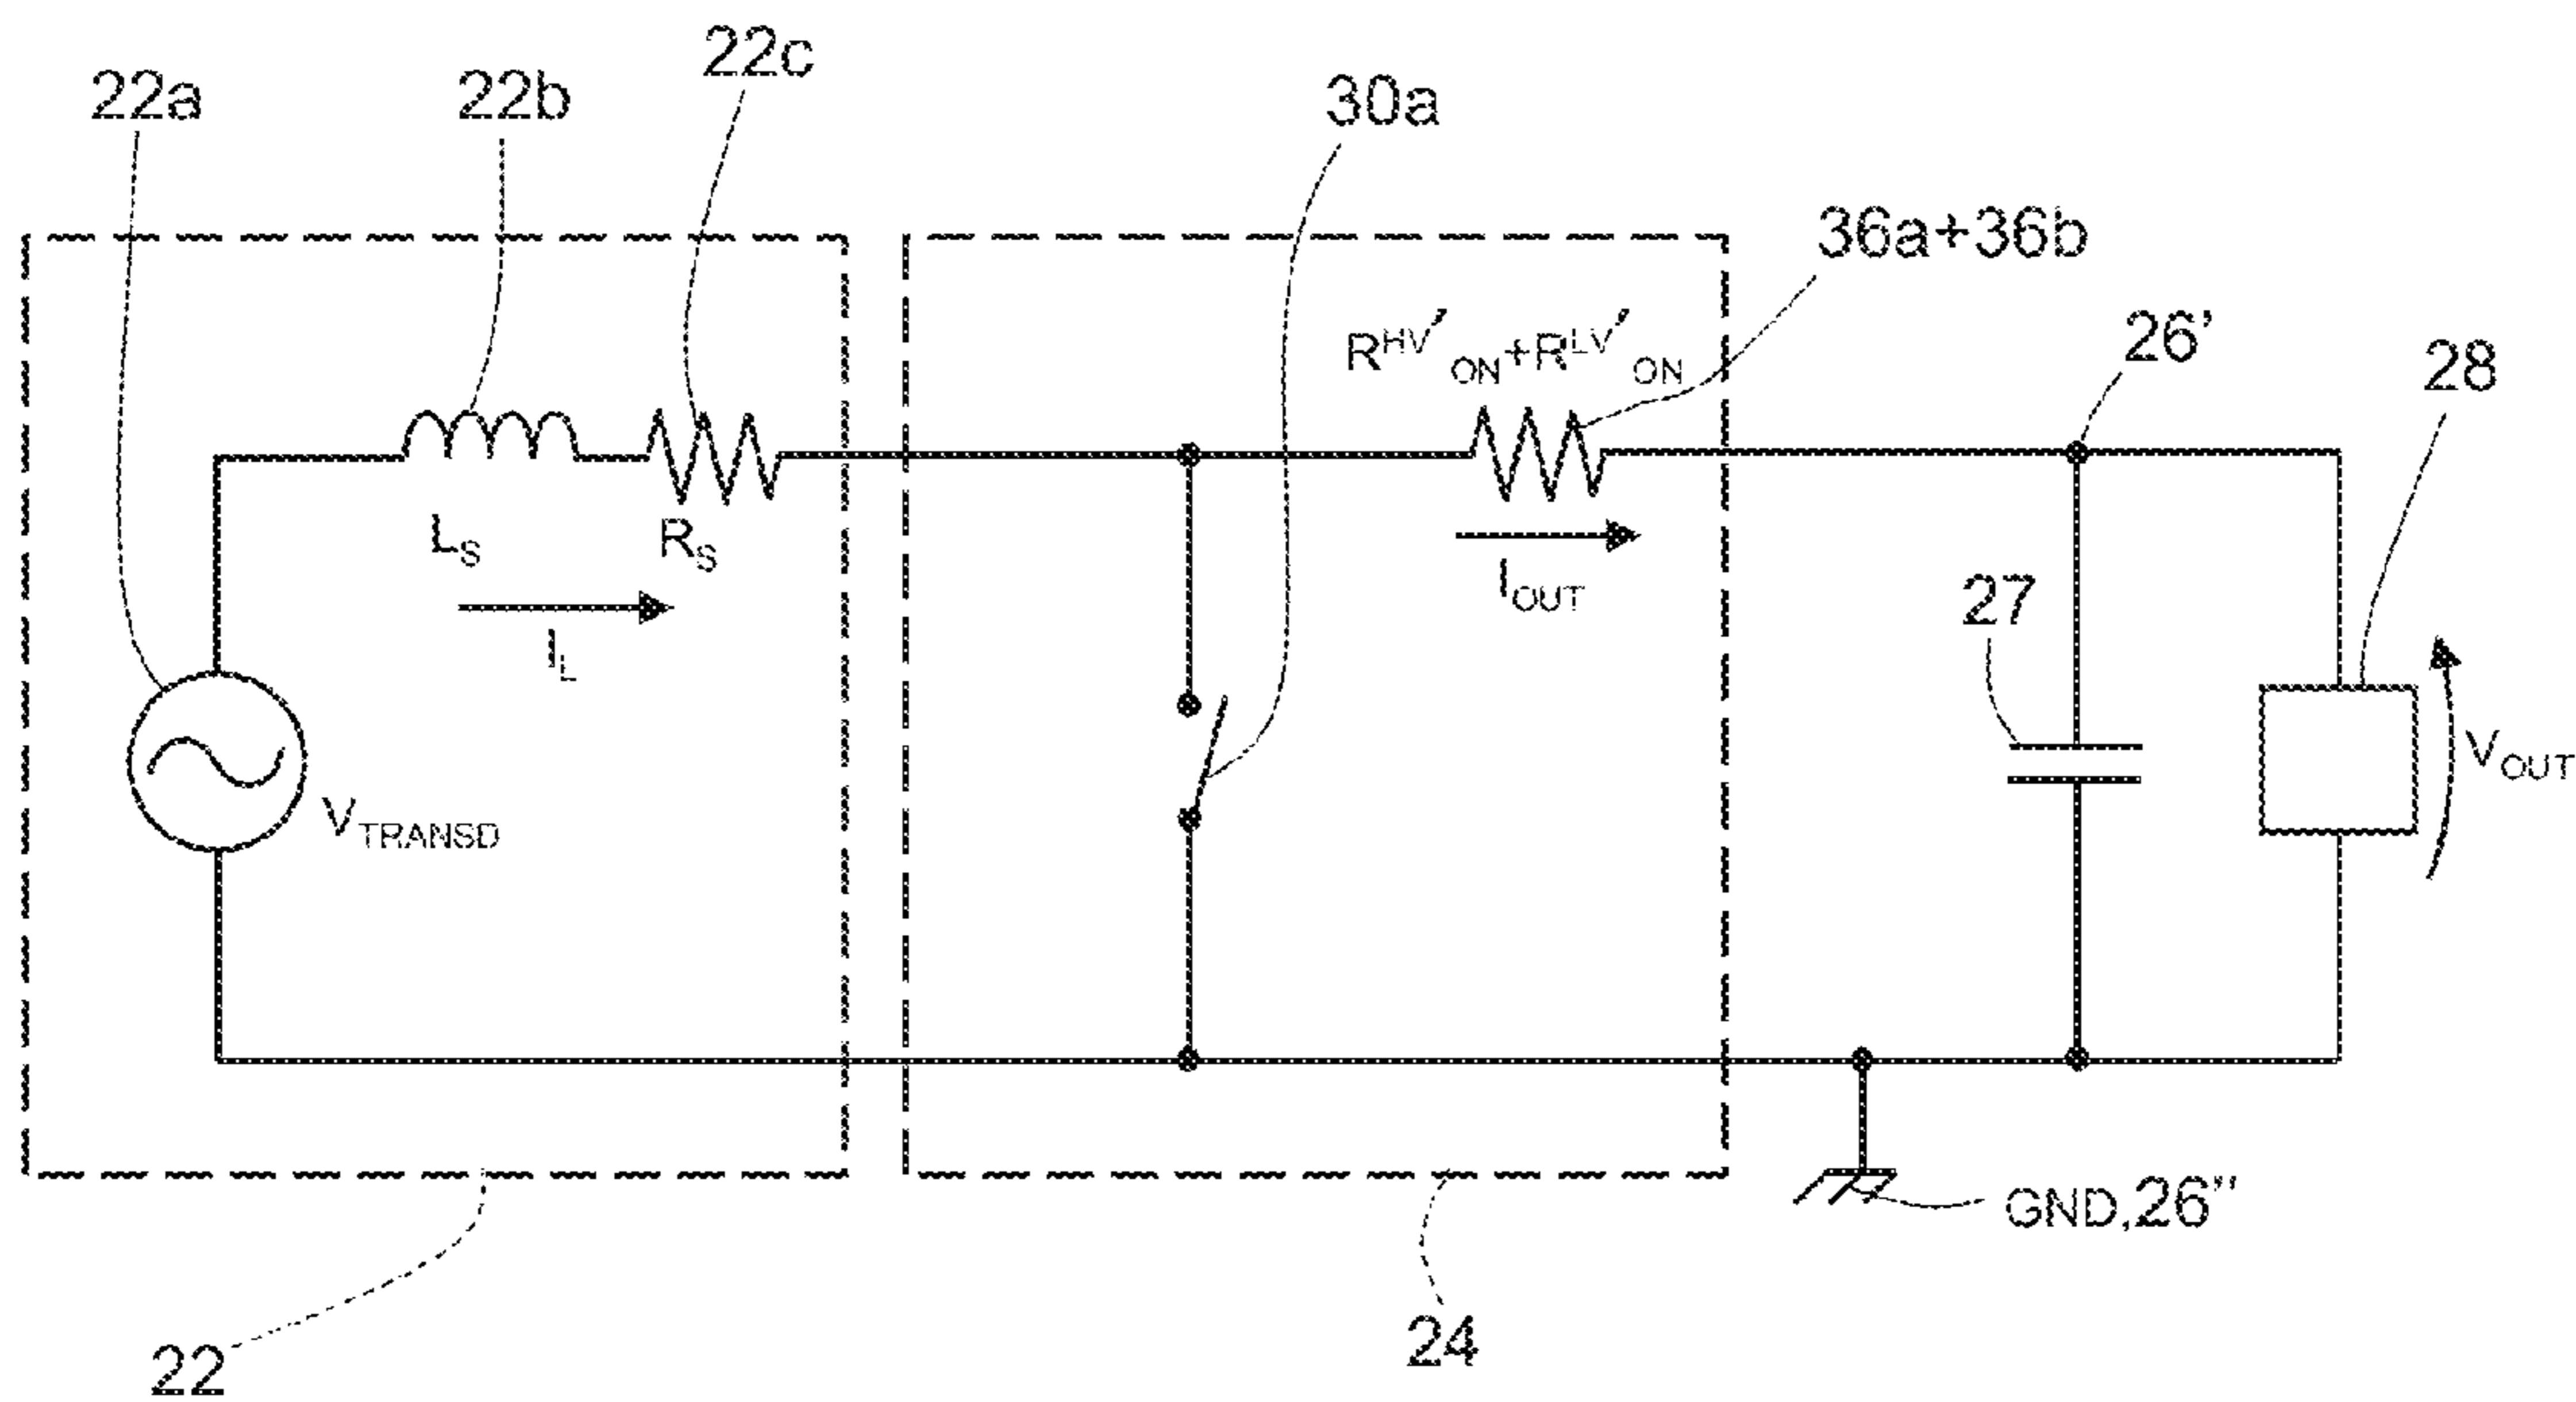 22a
22b
22c
30a
36a+36b
R^HV'_ON+R^LV'_ON
26'
28
L_S
R_S
I_L
I_OUT
27
V_TRANSD
V_OUT
GND,26"
22
24